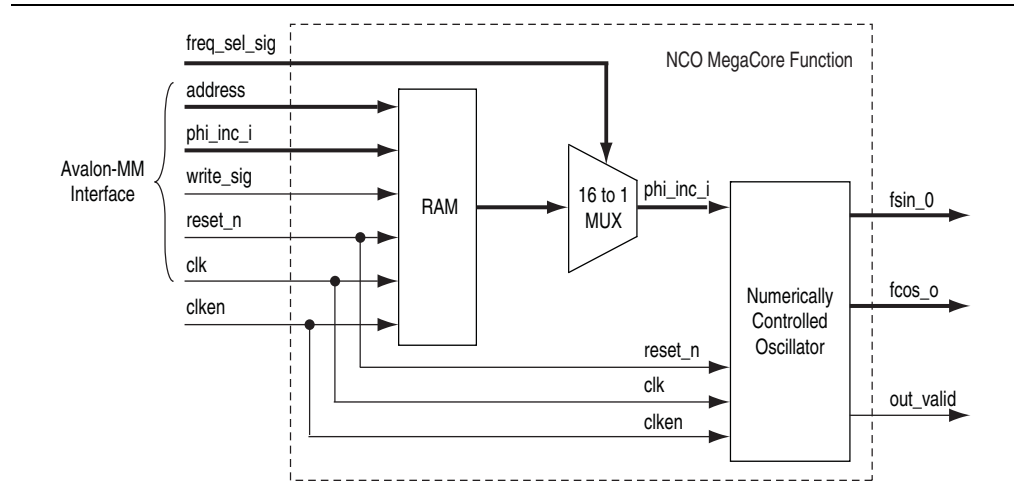 freq_sel_sig
NCO MegaCore Function
address
phi_inc_i
Avalon-MM
Interface
write_sig
reset_n
clk
clken
RAM
16 to 1
MUX
phi_inc_i
Numerically
Controlled
Oscillator
fsin_0
fcos_o
out_valid
reset_n
clk
clken